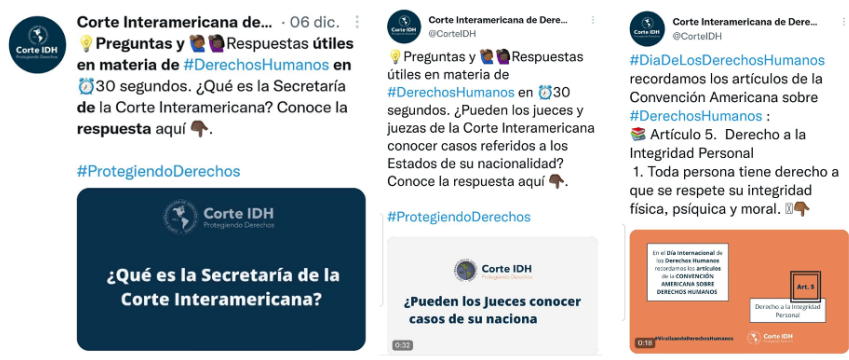 Corte Interamericana de... · 06 dic.
💡Preguntas y 🙋🏾🙋🏿Respuestas útiles
en materia de #DerechosHumanos en
⏰30 segundos. ¿Qué es la Secretaría
de la Corte Interamericana? Conoce la
respuesta aquí 👇🏿.
#ProtegiendoDerechos
Corte IDH
Protegiendo Derechos
¿Qué es la Secretaría de la
Corte Interamericana?
Corte IDH
Protegiendo Derechos
Corte Interamericana de Dere...
@CorteIDH
💡Preguntas y 🙋🏾🙋🏿Respuestas
útiles en materia de
#DerechosHumanos en ⏰30
segundos. ¿Pueden los jueces y
juezas de la Corte Interamericana
conocer casos referidos a los
Estados de su nacionalidad?
Conoce la respuesta aquí 👇🏿.
#ProtegiendoDerechos
Corte IDH
Protegiendo Derechos
¿Pueden los Jueces conocer
casos de su naciona
0:32
Corte IDH
Corte Interamericana de Dere...
@CorteIDH
#DiaDeLosDerechosHumanos
recordamos los artículos de la
Convención Americana sobre
#DerechosHumanos :
📚 Artículo 5. Derecho a la
Integridad Personal
1. Toda persona tiene derecho a
que se respete su integridad
física, psíquica y moral. 👇🏾
En el Día Internacional de
los Derechos Humanos
recordamos los artículos
de la CONVENCIÓN
AMERICANA SOBRE
DERECHOS HUMANOS
Art. 5
Derecho a la Integridad
Personal
0:18
#ViralizandoDerechosHumanos
Corte IDH
Protegiendo Derechos